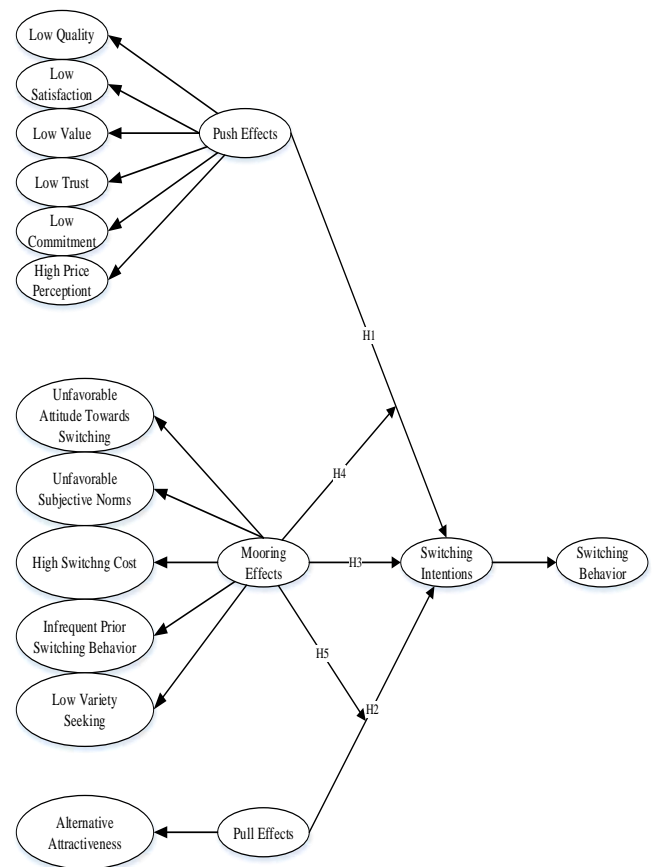 Low Quality
Low
Satisfaction
Low Value
Push Effects
Low Trust
Low
Commitment
High Price
Perceptiont
H1
Unfavorable
Attitude Towards
Switching
H4
Unfavorable
Subjective Norms
High Switchng Cost
Mooring
Effects
H3
Switching
Intentions
Switching
Behavior
Infrequent Prior
Switching Behavior
H5
Low Variety
Seeking
H2
Alternative
Attractiveness
Pull Effects